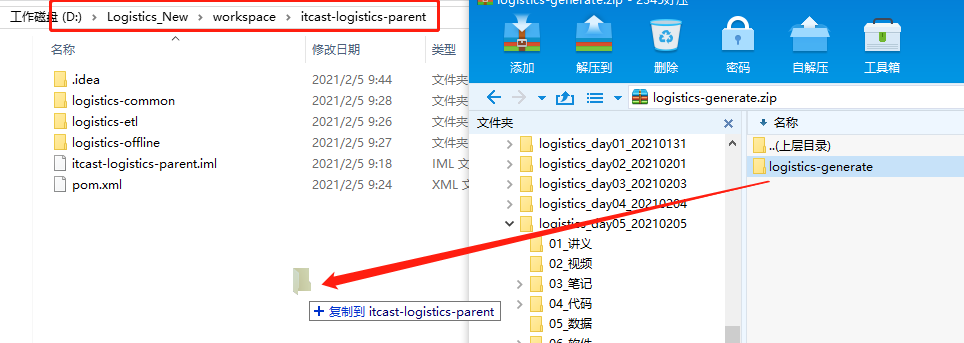 工作磁盘 (D:) › Logistics_New › workspace › itcast-logistics-parent
名称 修改日期 类型
.idea 2021/2/5 9:44 文件夹
logistics-common 2021/2/5 9:28 文件夹
logistics-etl 2021/2/5 9:26 文件夹
logistics-offline 2021/2/5 9:27 文件夹
itcast-logistics-parent.iml 2021/2/5 9:18 IML 文
pom.xml 2021/2/5 9:24 XML 文
+ 复制到 itcast-logistics-parent
logistics-generate.zip - 2345好压
添加 解压到 删除 密码 自解压 工具箱
logistics-generate.zip
文件夹
logistics_day01_20210131
logistics_day02_20210201
logistics_day03_20210203
logistics_day04_20210204
logistics_day05_20210205
01_讲义
02_视频
03_笔记
04_代码
05_数据
06_软件
名称
..(上层目录)
logistics-generate